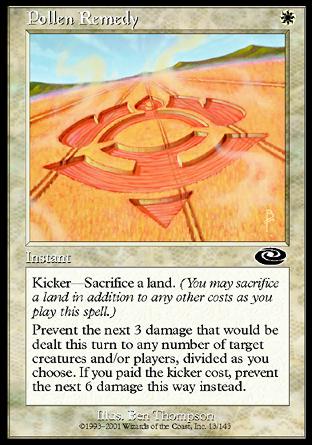 Pollen Remedy
Instant
Kicker—Sacrifice a land. (You may sacrifice
a land in addition to any other costs as you
play this spell.)
Prevent the next 3 damage that would be
dealt this turn to any number of target
creatures and/or players, divided as you
choose. If you paid the kicker cost, prevent
the next 6 damage this way instead.
Illus. Ben Thompson
©1993–2001 Wizards of the Coast, Inc. 13/143